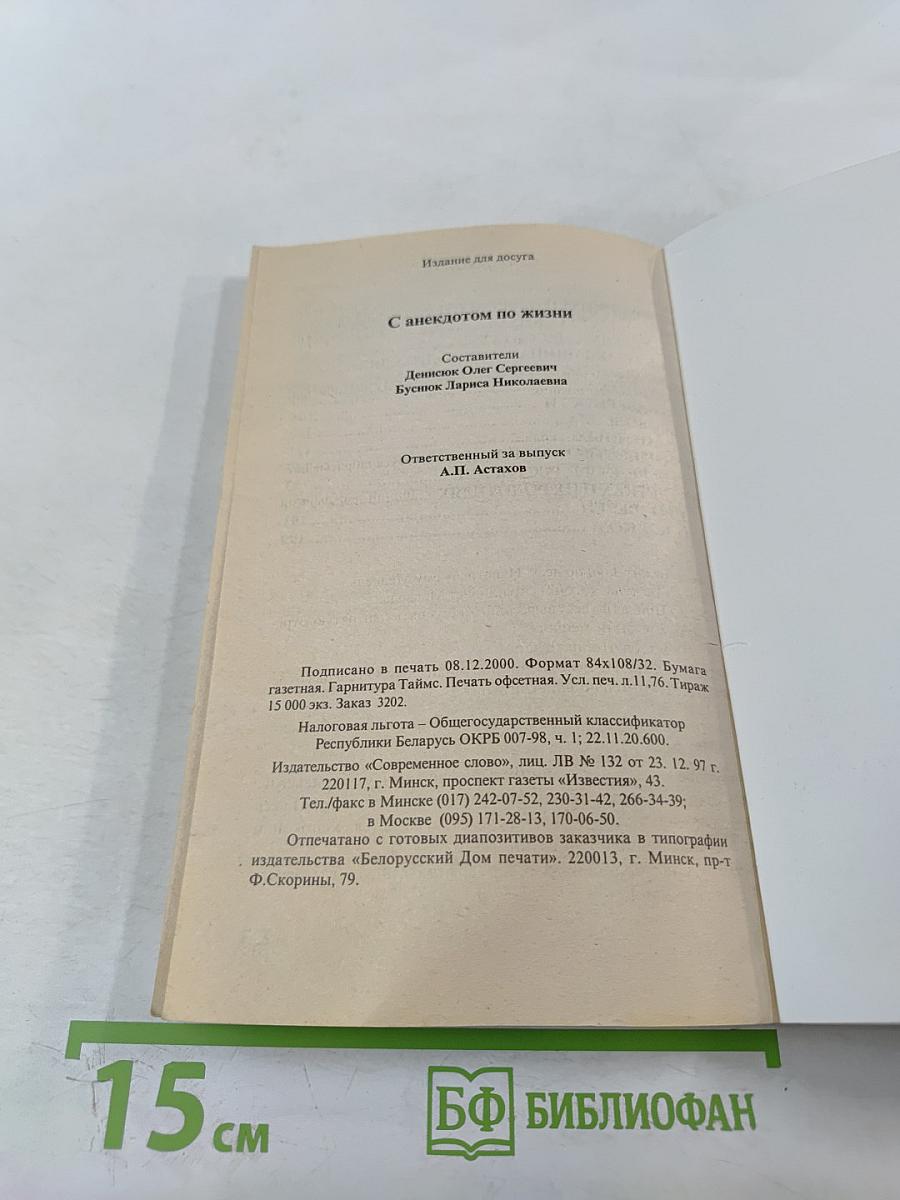 Издание для досуга
С анекдотом по жизни
Составители
Денисюк Олег Сергеевич
Буснюк Лариса Николаевна
Ответственный за выпуск
А.П. Астахов
Подписано в печать 08.12.2000. Формат 84х108/32. Бумага
газетная. Гарнитура Таймс. Печать офсетная. Усл. печ. л.11,76. Тираж
15 000 экз. Заказ 3202.
Налоговая льгота – Общегосударственный классификатор
Республики Беларусь ОКРБ 007-98, ч. 1; 22.11.20.600.
Издательство «Современное слово», лиц. ЛВ № 132 от 23. 12. 97 г.
220117, г. Минск, проспект газеты «Известия», 43.
Тел./факс в Минске (017) 242-07-52, 230-31-42, 266-34-39;
в Москве (095) 171-28-13, 170-06-50.
Отпечатано с готовых диапозитивов заказчика в типографии
издательства «Белорусский Дом печати». 220013, г. Минск, пр-т
Ф.Скорины, 79.
15 см
БФ БИБЛИОФАН